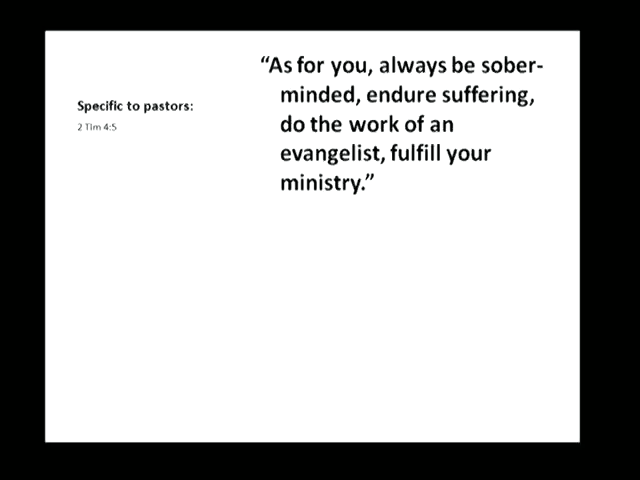 Specific to pastors:
2 Tim 4:5
“As for you, always be sober-
minded, endure suffering,
do the work of an
evangelist, fulfill your
ministry.”